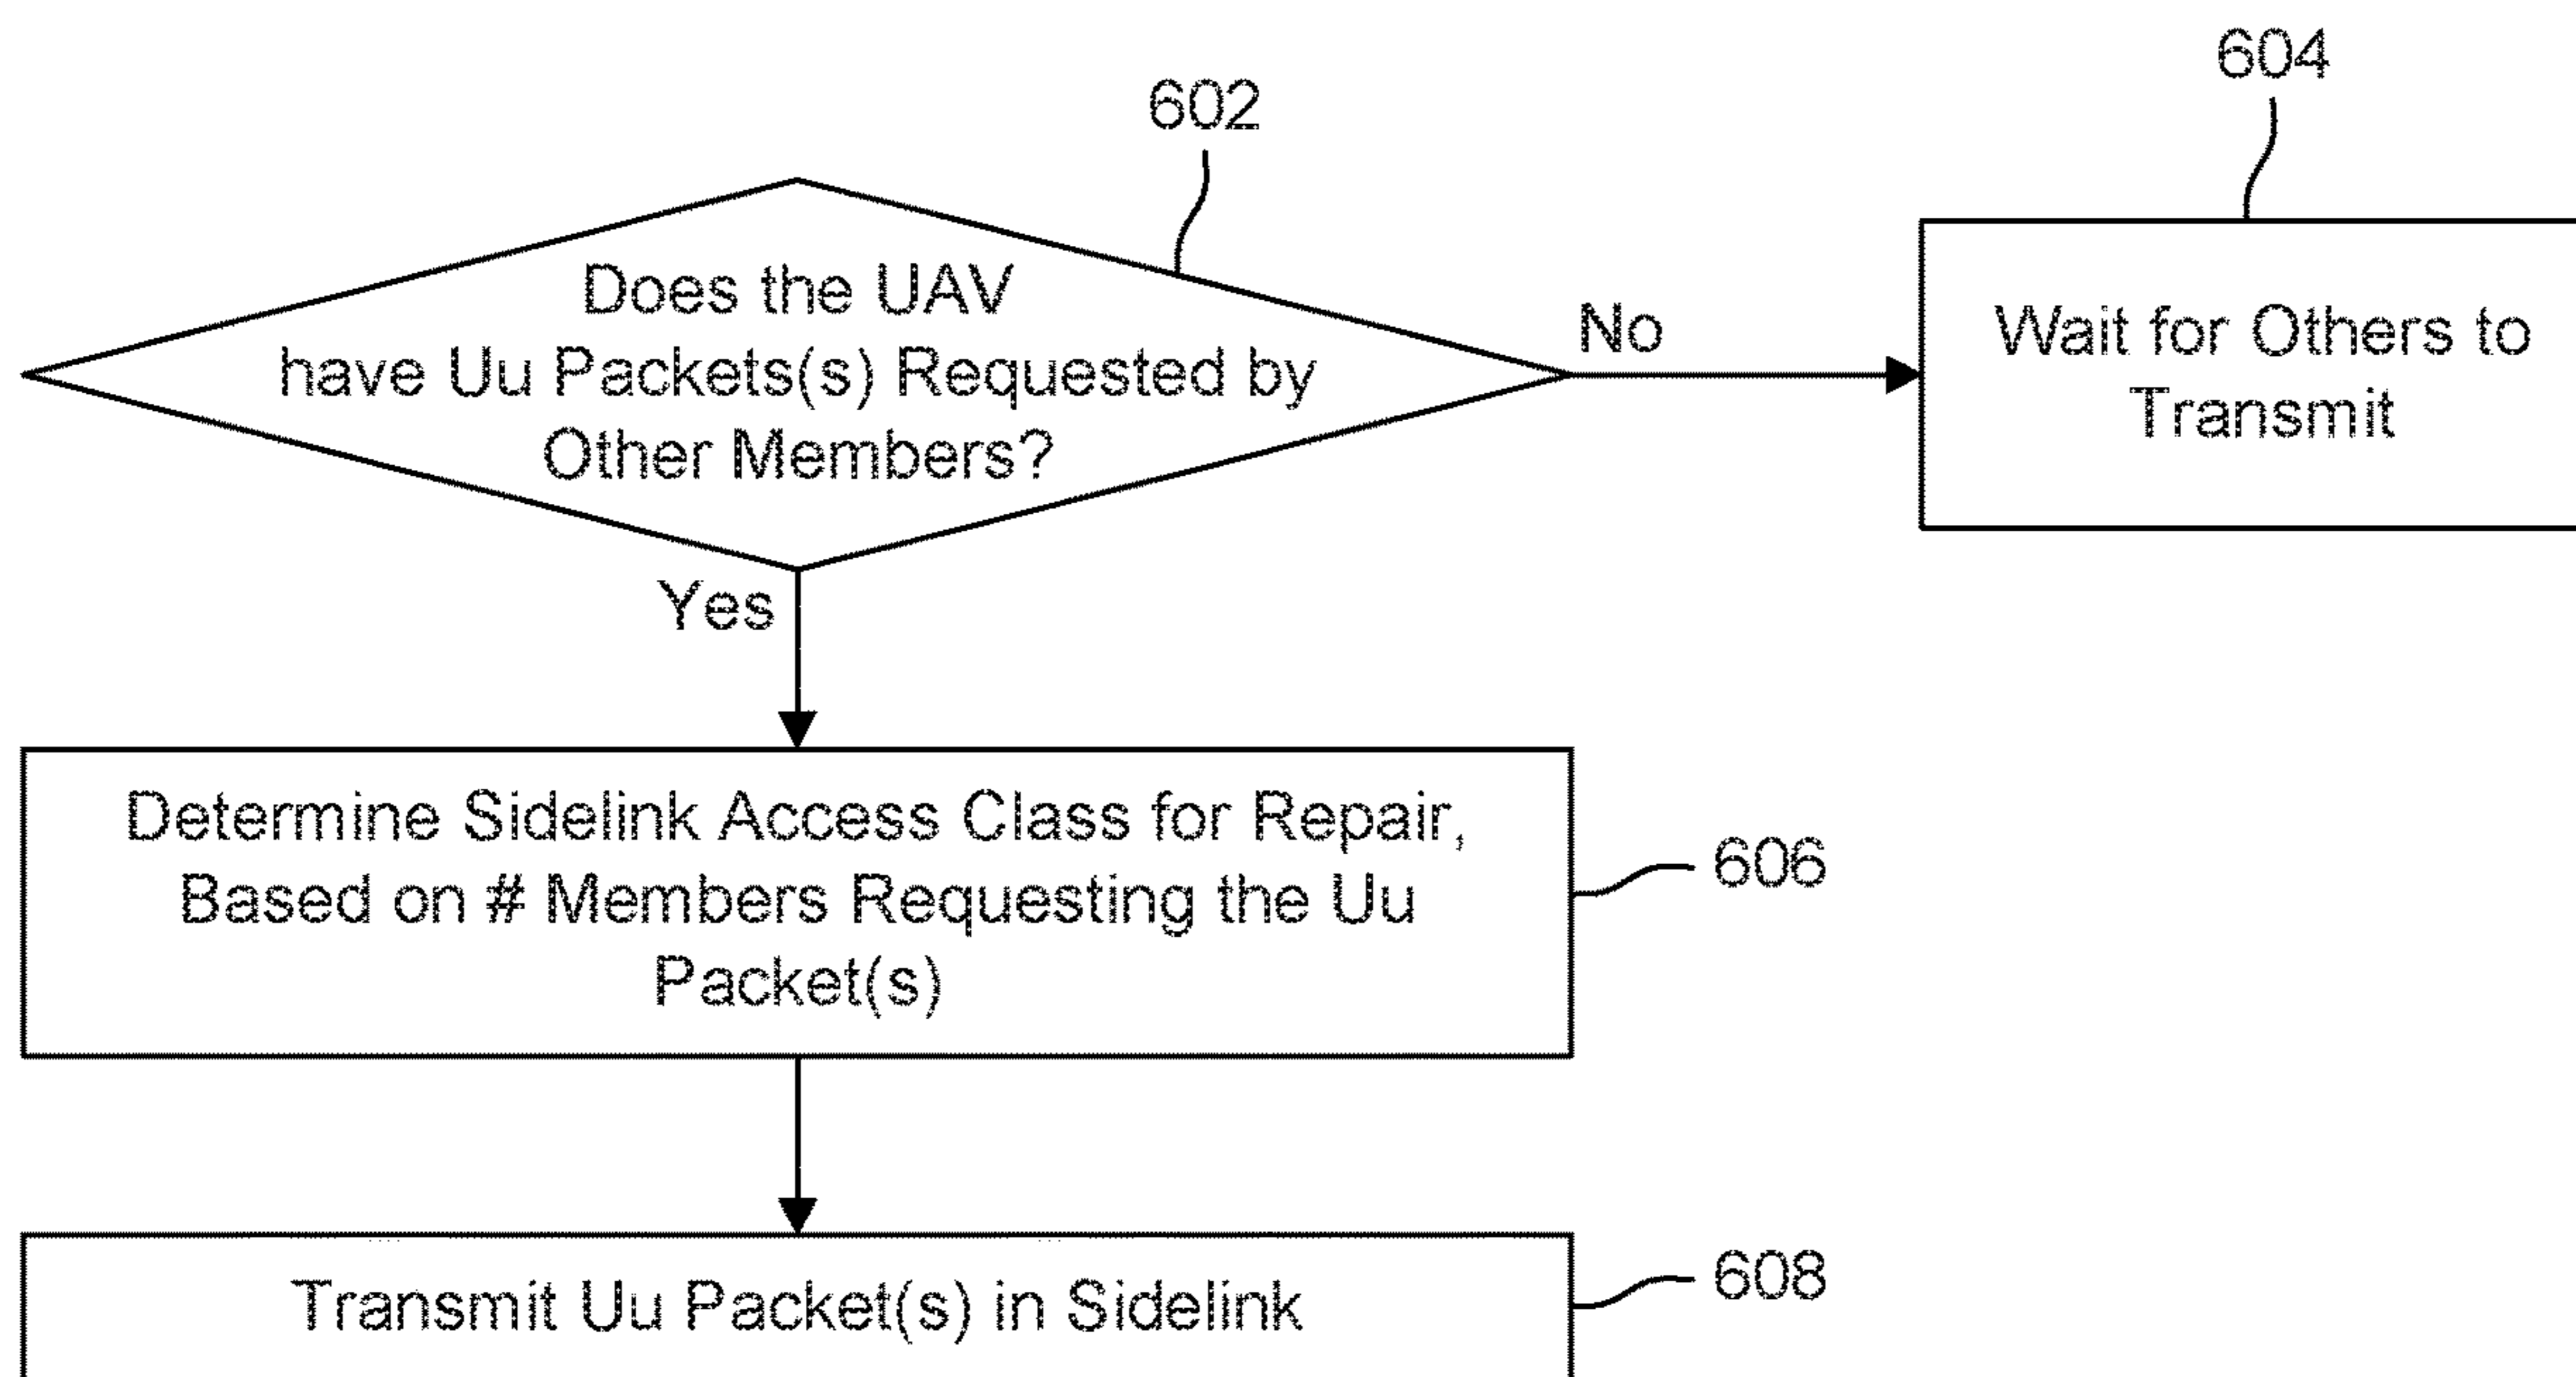 604
602
Does the UAV
have Uu Packets(s) Requested by
Other Members?
No
Wait for Others to
Transmit
Yes
Determine Sidelink Access Class for Repair,
Based on # Members Requesting the Uu
Packet(s)
606
Transmit Uu Packet(s) in Sidelink
608